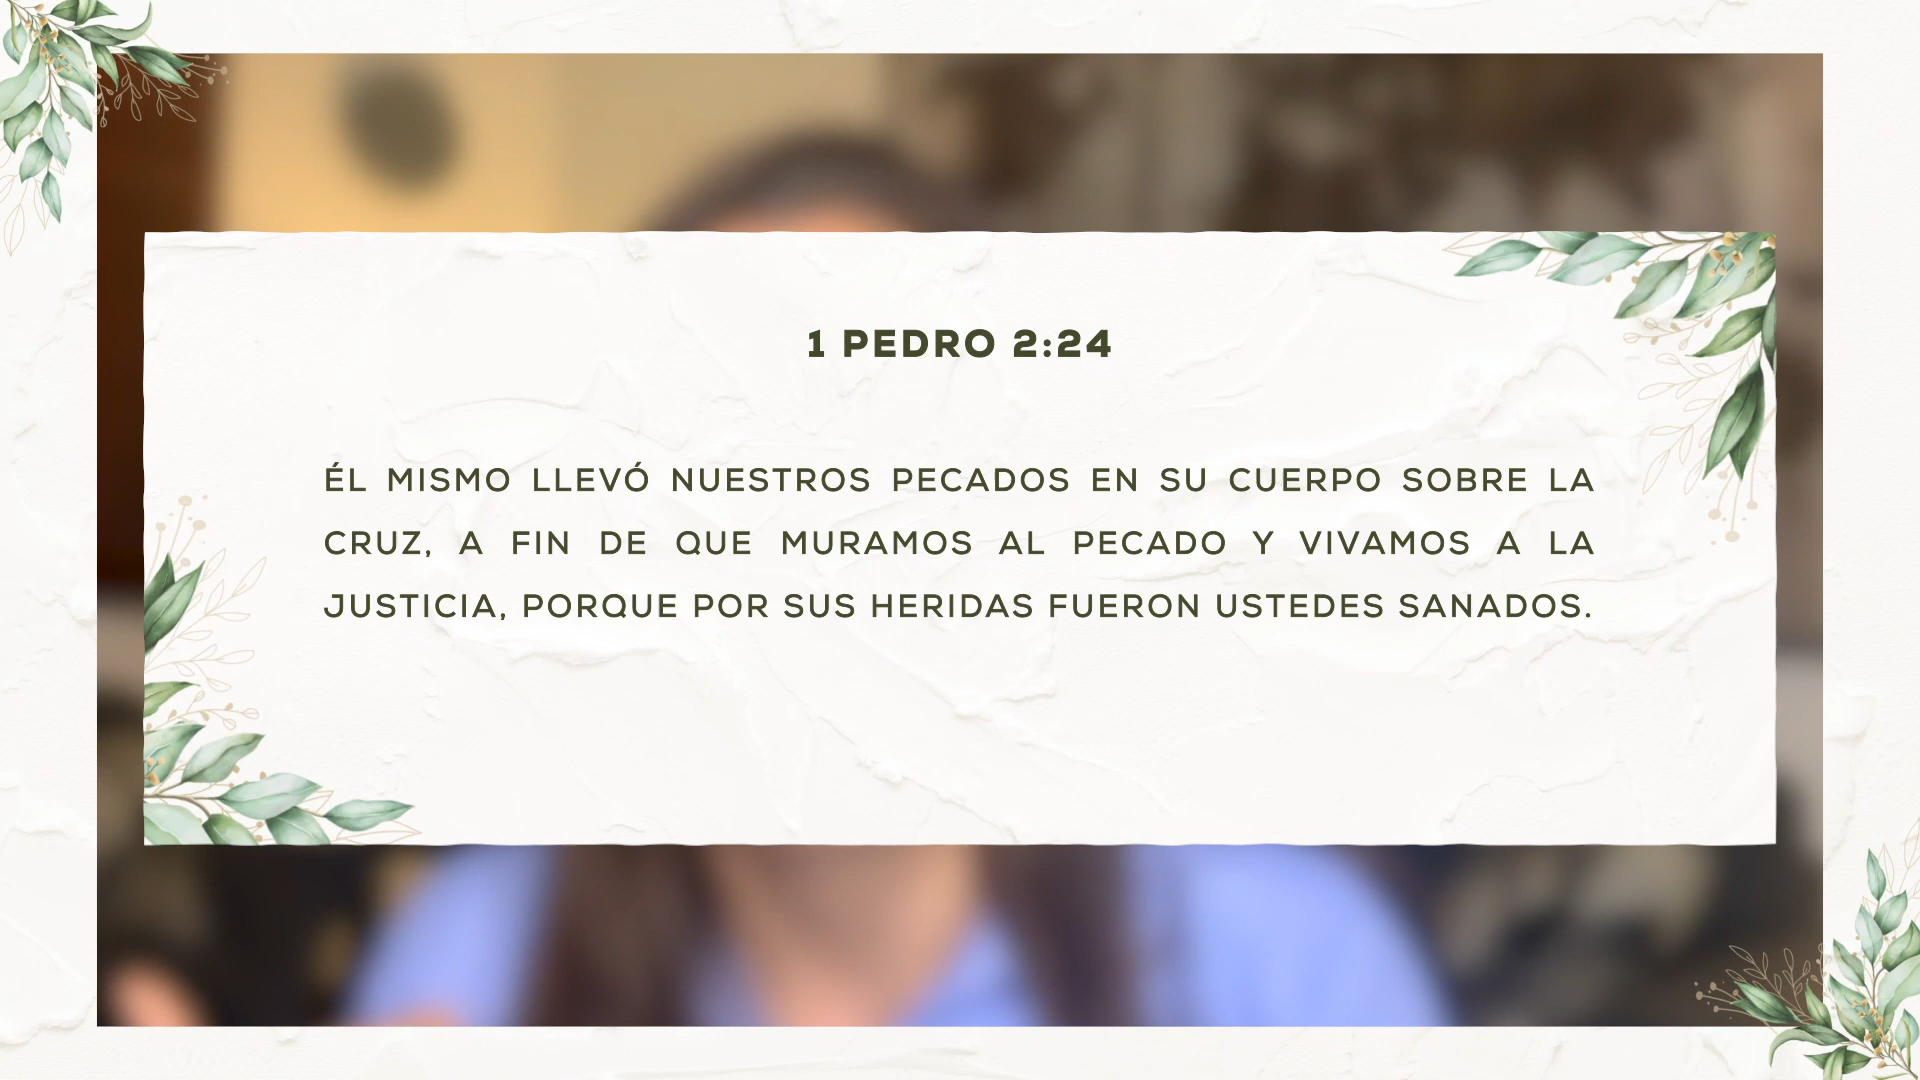 1 PEDRO 2:24
ÉL MISMO LLEVÓ NUESTROS PECADOS EN SU CUERPO SOBRE LA
CRUZ, A FIN DE QUE MURAMOS AL PECADO Y VIVAMOS A LA
JUSTICIA, PORQUE POR SUS HERIDAS FUERON USTEDES SANADOS.